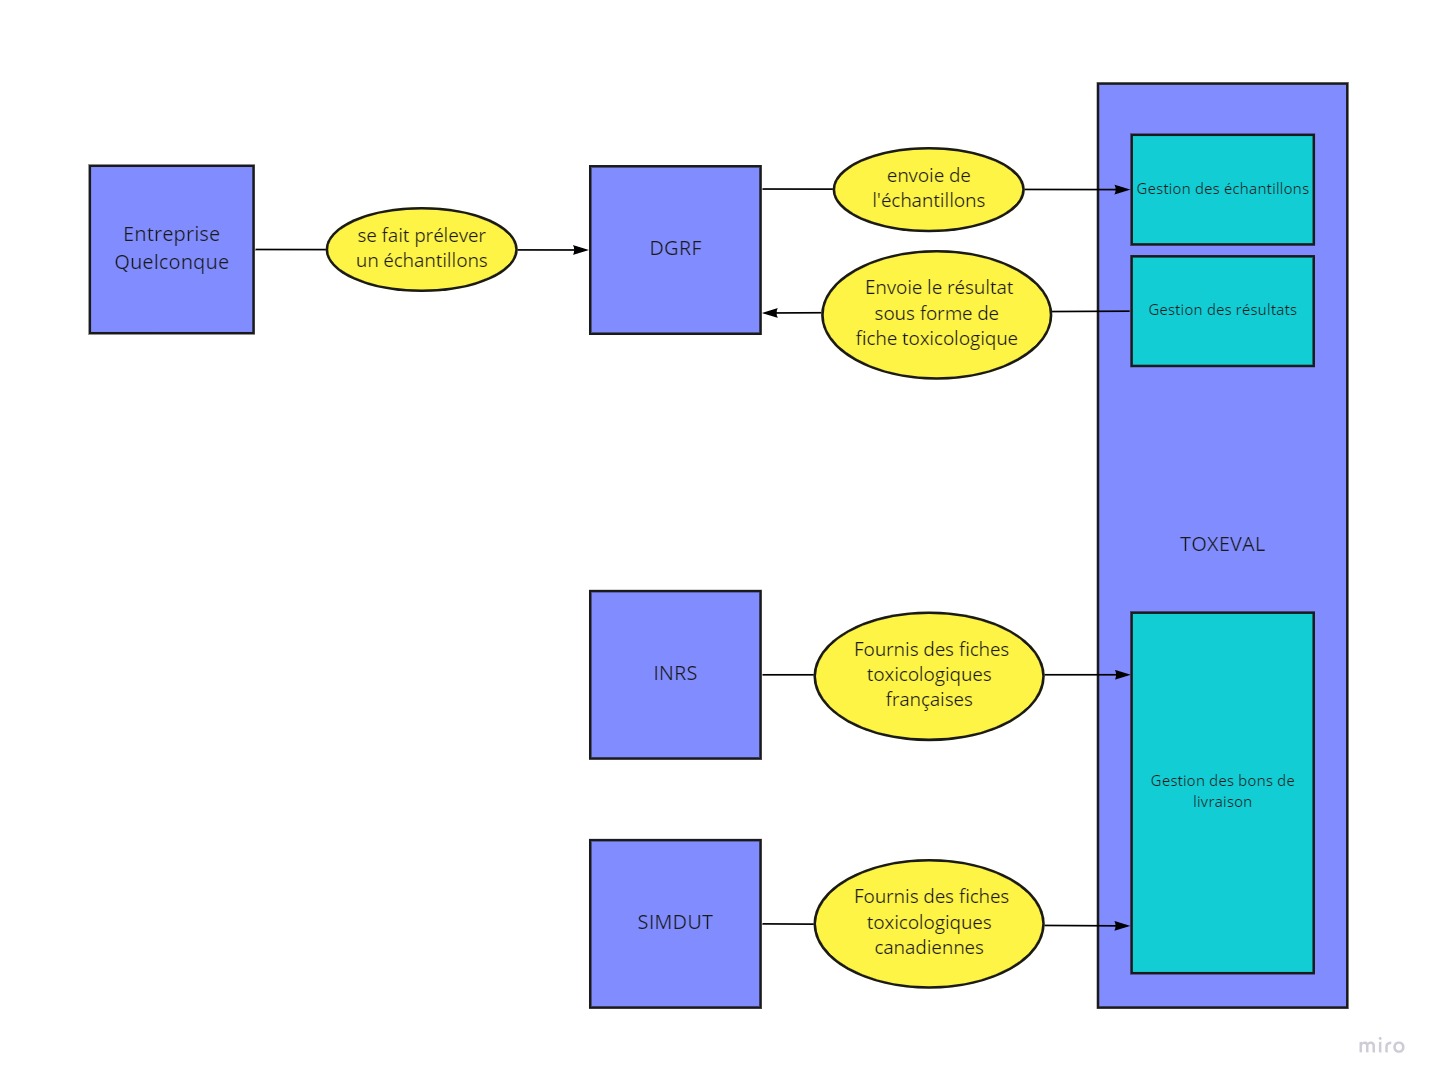 Entreprise
Quelconque
se fait prélever
un échantillons
DGRF
envoie de
l'échantillons
Gestion des échantillons
Envoie le résultat
sous forme de
fiche toxicologique
Gestion des résultats
TOXEVAL
INRS
Fournis des fiches
toxicologiques
françaises
Gestion des bons de
livraison
SIMDUT
Fournis des fiches
toxicologiques
canadiennes
miro